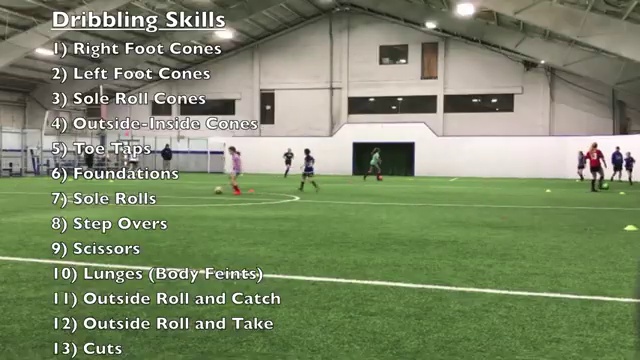 Dribbling Skills
1) Right Foot Cones
2) Left Foot Cones
3) Sole Roll Cones
4) Outside-Inside Cones
5) Toe Taps
6) Foundations
7) Sole Rolls
8) Step Overs
9) Scissors
10) Lunges (Body Feints)
11) Outside Roll and Catch
12) Outside Roll and Take
13) Cuts